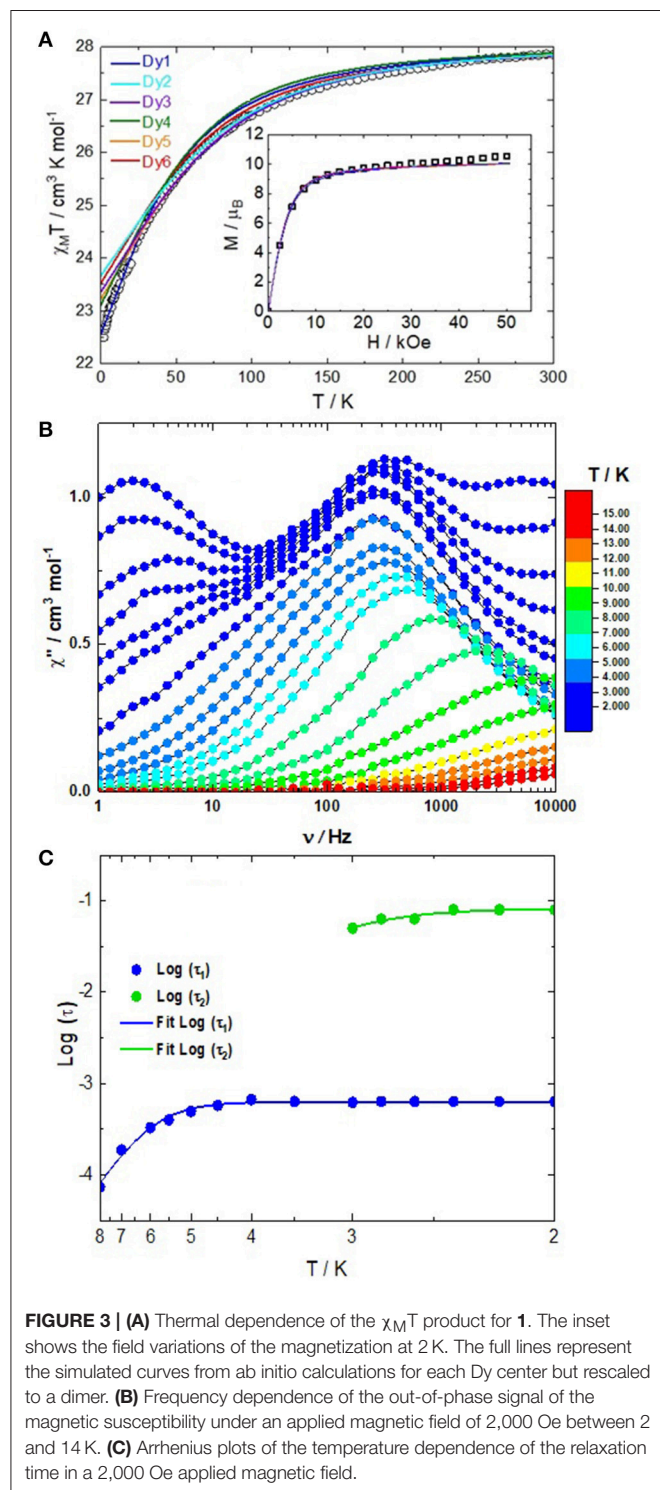 A
28
27
26
25
24
23
22
χMT / cm³ K mol⁻¹
Dy1
Dy2
Dy3
Dy4
Dy5
Dy6
12
10
8
6
4
2
0
M / μB
0 10 20 30 40 50
H / kOe
0 50 100 150 200 250 300
T / K
B
1.0
0.5
0.0
χ'' / cm³ mol⁻¹
1 10 100 1000 10000
ν / Hz
T / K
15.00
14.00
13.00
12.00
11.00
10.00
9.000
8.000
7.000
6.000
5.000
4.000
3.000
2.000
C
-1
-2
-3
-4
Log (τ)
Log (τ₁)
Log (τ₂)
Fit Log (τ₁)
Fit Log (τ₂)
8 7 6 5 4 3 2
T / K
FIGURE 3 | (A) Thermal dependence of the χMT product for 1. The inset
shows the field variations of the magnetization at 2 K. The full lines represent
the simulated curves from ab initio calculations for each Dy center but rescaled
to a dimer. (B) Frequency dependence of the out-of-phase signal of the
magnetic susceptibility under an applied magnetic field of 2,000 Oe between 2
and 14 K. (C) Arrhenius plots of the temperature dependence of the relaxation
time in a 2,000 Oe applied magnetic field.